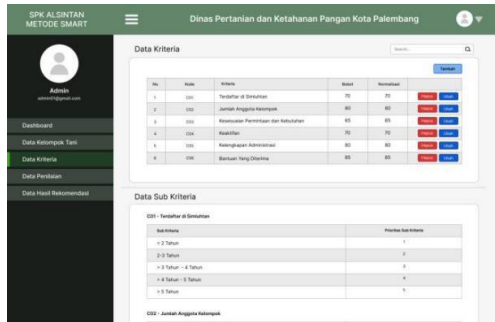 SPK ALSINTAN
METODE SMART
Dinas Pertanian dan Ketahanan Pangan Kota Palembang
Admin
Dashboard
Data Kelompok Tani
Data Kriteria
Data Penilaian
Data Hasil Rekomendasi
Data Kriteria
Search...
Tambah
No Kode Kriteria Bobot Normalisasi
1 C01 Terdaftar di Simluhtan 70 70
2 C02 Jumlah Anggota Kelompok 80 80
3 C03 Kesesuaian Permintaan dan Kebutuhan 85 85
4 C04 Keaktifan 70 70
5 C05 Kelengkapan Administrasi 80 80
6 C06 Bantuan Yang Diterima 80 85
Data Sub Kriteria
C01 - Terdaftar di Simluhtan
Sub Kriteria Prioritas Sub Kriteria
< 2 Tahun 1
2-3 Tahun 2
> 3 Tahun - 4 Tahun 3
> 4 Tahun - 5 Tahun 4
> 5 Tahun 5
C02 - Jumlah Anggota Kelompok